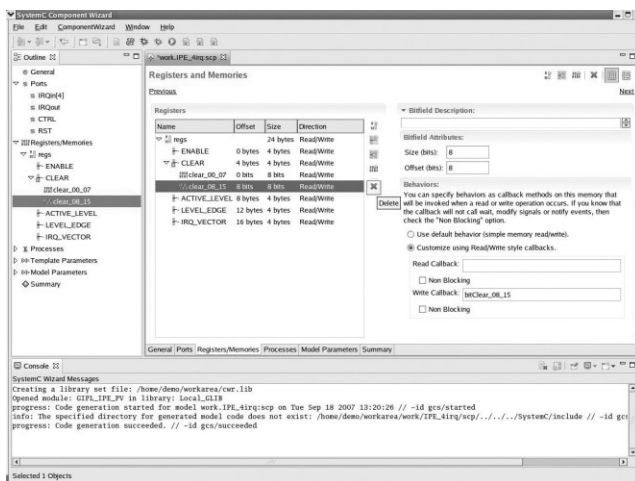 SystemC Component Wizard
File Edit ComponentWizard Window Help
Outline
General
Ports
IRQin[4]
IRQout
CTRL
RST
Registers/Memories
regs
ENABLE
CLEAR
clear_00_07
clear_08_15
ACTIVE_LEVEL
LEVEL_EDGE
IRQ_VECTOR
Processes
Template Parameters
Model Parameters
Summary
*work.IPE_4irq:scp
Registers and Memories
Previous
Next
Registers
Name Offset Size Direction
regs 24 bytes Read/Write
ENABLE 0 bytes 4 bytes Read/Write
CLEAR 4 bytes 4 bytes Read/Write
clear_00_07 0 bits 8 bits Read/Write
clear_08_15 8 bits 8 bits Read/Write
ACTIVE_LEVEL 8 bytes 4 bytes Read/Write
LEVEL_EDGE 12 bytes 4 bytes Read/Write
IRQ_VECTOR 16 bytes 4 bytes Read/Write
Delete
Bitfield Description:
Bitfield Attributes:
Size (bits): 8
Offset (bits): 8
Behaviors:
You can specify behaviors as callback methods on this memory that
will be invoked when a read or write operation occurs. If you know that
the callback will not call wait, modify signals or notify events, then
check the "Non Blocking" option.
Use default behavior (simple memory read/write).
Customize using Read/Write style callbacks.
Read Callback:
Non Blocking
Write Callback: bitClear_08_15
Non Blocking
General Ports Registers/Memories Processes Model Parameters Summary
Console
SystemC Wizard Messages
Creating a library set file: /home/demo/workarea/cwr.lib
Opened module: GIPL_IPE_PV in library: Local_GLIB
progress: Code generation started for model work.IPE_4irq:scp on Tue Sep 18 2007 13:20:26 // -id gcs/started
info: The specified directory for generated model code does not exist: /home/demo/workarea/work/IPE_4irq/scp/../../../SystemC/include // -id gcs
progress: Code generation succeeded. // -id gcs/succeeded
Selected 1 Objects